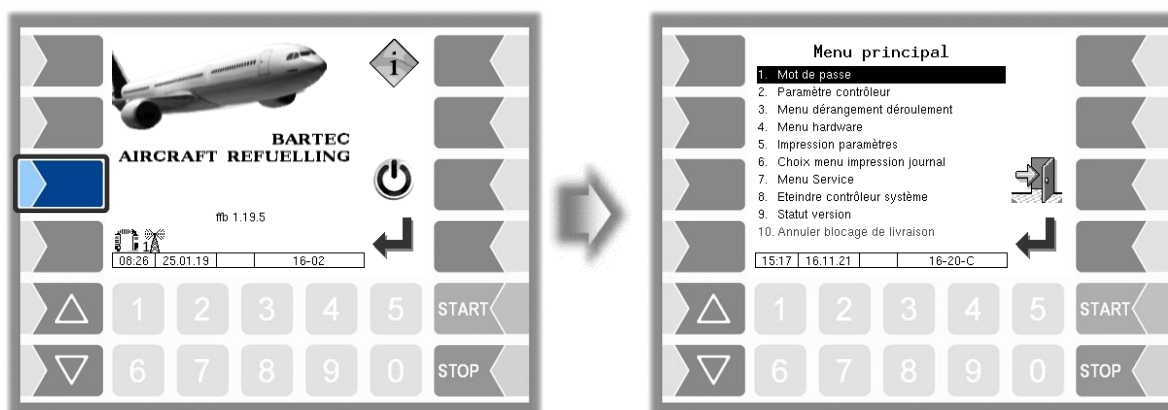 i
BARTEC
AIRCRAFT REFUELLING
ffb 1.19.5
1
08:26 25.01.19 16-02
1 2 3 4 5 START
6 7 8 9 0 STOP
Menu principal
1. Mot de passe
2. Paramètre contrôleur
3. Menu dérangement déroulement
4. Menu hardware
5. Impression paramètres
6. Choix menu impression journal
7. Menu Service
8. Eteindre contrôleur système
9. Statut version
10. Annuler blocage de livraison
15:17 16.11.21 16-20-C
1 2 3 4 5 START
6 7 8 9 0 STOP